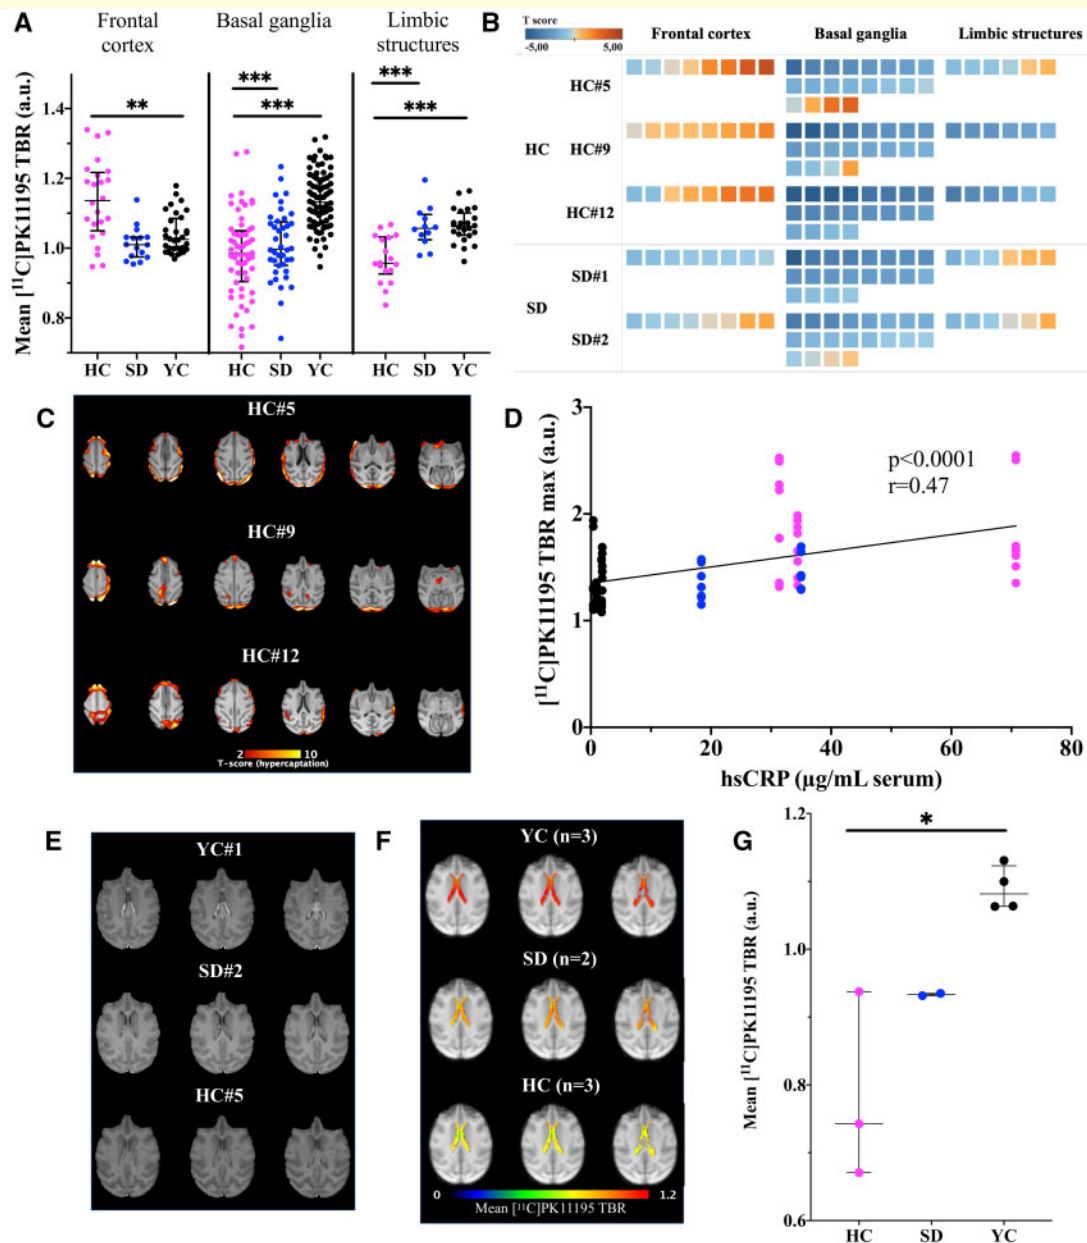 A
Frontal cortex
Basal ganglia
Limbic structures
Mean [¹¹C]PK11195 TBR (a.u.)
1.4
1.2
1.0
0.8
**
***
***
***
***
HC SD YC HC SD YC HC SD YC
B
T score
-5,00 5,00
Frontal cortex Basal ganglia Limbic structures
HC
HC#5
HC#9
HC#12
SD
SD#1
SD#2
C
HC#5
HC#9
HC#12
2 10
T-score (hypercaptation)
D
[¹¹C]PK11195 TBR max (a.u.)
3
2
1
0
p<0.0001
r=0.47
0 20 40 60 80
hsCRP (µg/mL serum)
E
YC#1
SD#2
HC#5
F
YC (n=3)
SD (n=2)
HC (n=3)
0 1.2
Mean [¹¹C]PK11195 TBR
G
Mean [¹¹C]PK11195 TBR (a.u.)
1.2
1.0
0.8
0.6
*
HC SD YC